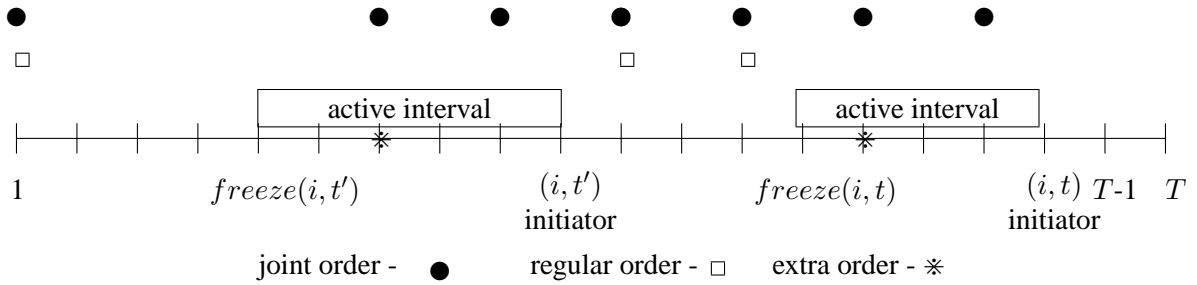 active interval active interval
1 freeze(i, t′) (i, t′) freeze(i, t) (i, t) T-1 T
initiator initiator
joint order - ● regular order - □ extra order - ⁜